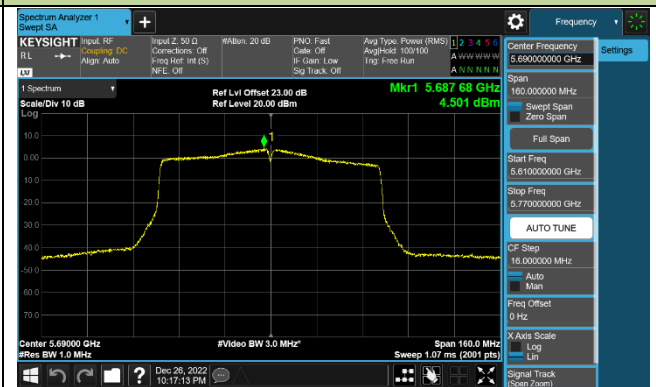 Spectrum Analyzer 1
Swept SA
Frequency
KEYSIGHT
Input: RF
Coupling: DC
Align: Auto
Input Z: 50 Ω
Corrections: Off
Freq Ref: Int (S)
NFE: Off
#Atten: 20 dB
PNO: Fast
Gate: Off
IF Gain: Low
Sig Track: Off
Avg Type: Power (RMS)
Avg|Hold: 100/100
Trig: Free Run
1 2 3 4 5 6
A W W W W W
A N N N N N
RL
LXI
1 Spectrum
Scale/Div 10 dB
Log
Ref Lvl Offset 23.00 dB
Ref Level 20.00 dBm
Mkr1 5.687 68 GHz
4.501 dBm
1
10.0
0.00
-10.0
20.0
30.0
40.0
-50.0
60.0
70.0
Center 5.69000 GHz
#Res BW 1.0 MHz
#Video BW 3.0 MHz*
Span 160.0 MHz
Sweep 1.07 ms (2001 pts)
Center Frequency
5.690000000 GHz
Settings
Span
160.000000 MHz
Swept Span
Zero Span
Full Span
Start Freq
5.610000000 GHz
Stop Freq
5.770000000 GHz
AUTO TUNE
CF Step
16.000000 MHz
Auto
Man
Freq Offset
0 Hz
X Axis Scale
Log
Lin
Signal Track
(Span Zoom)
Dec 26, 2022
10:17:13 PM